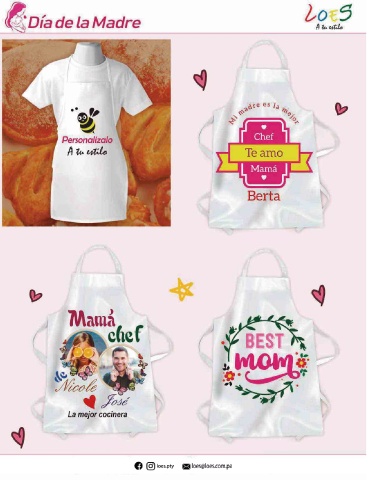 Día de la Madre
LOES
A tu estilo
Personalízalo
A tu estilo
Mi madre es la mejor
Chef
Te amo
Mamá
Berta
Mamá
chef
de
Nicole
José
La mejor cocinera
BEST
mom
loes.pty
loes@loes.com.pa